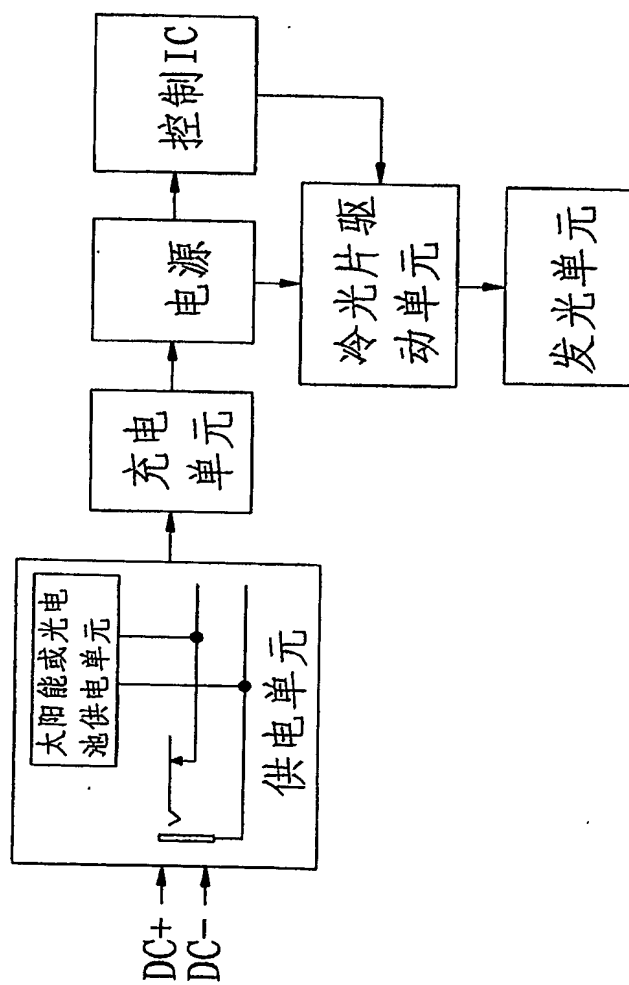 DC+
DC-
太阳能或光电
池供电单元
供电单元
充电
单元
电源
控制IC
冷光片驱
动单元
发光单元